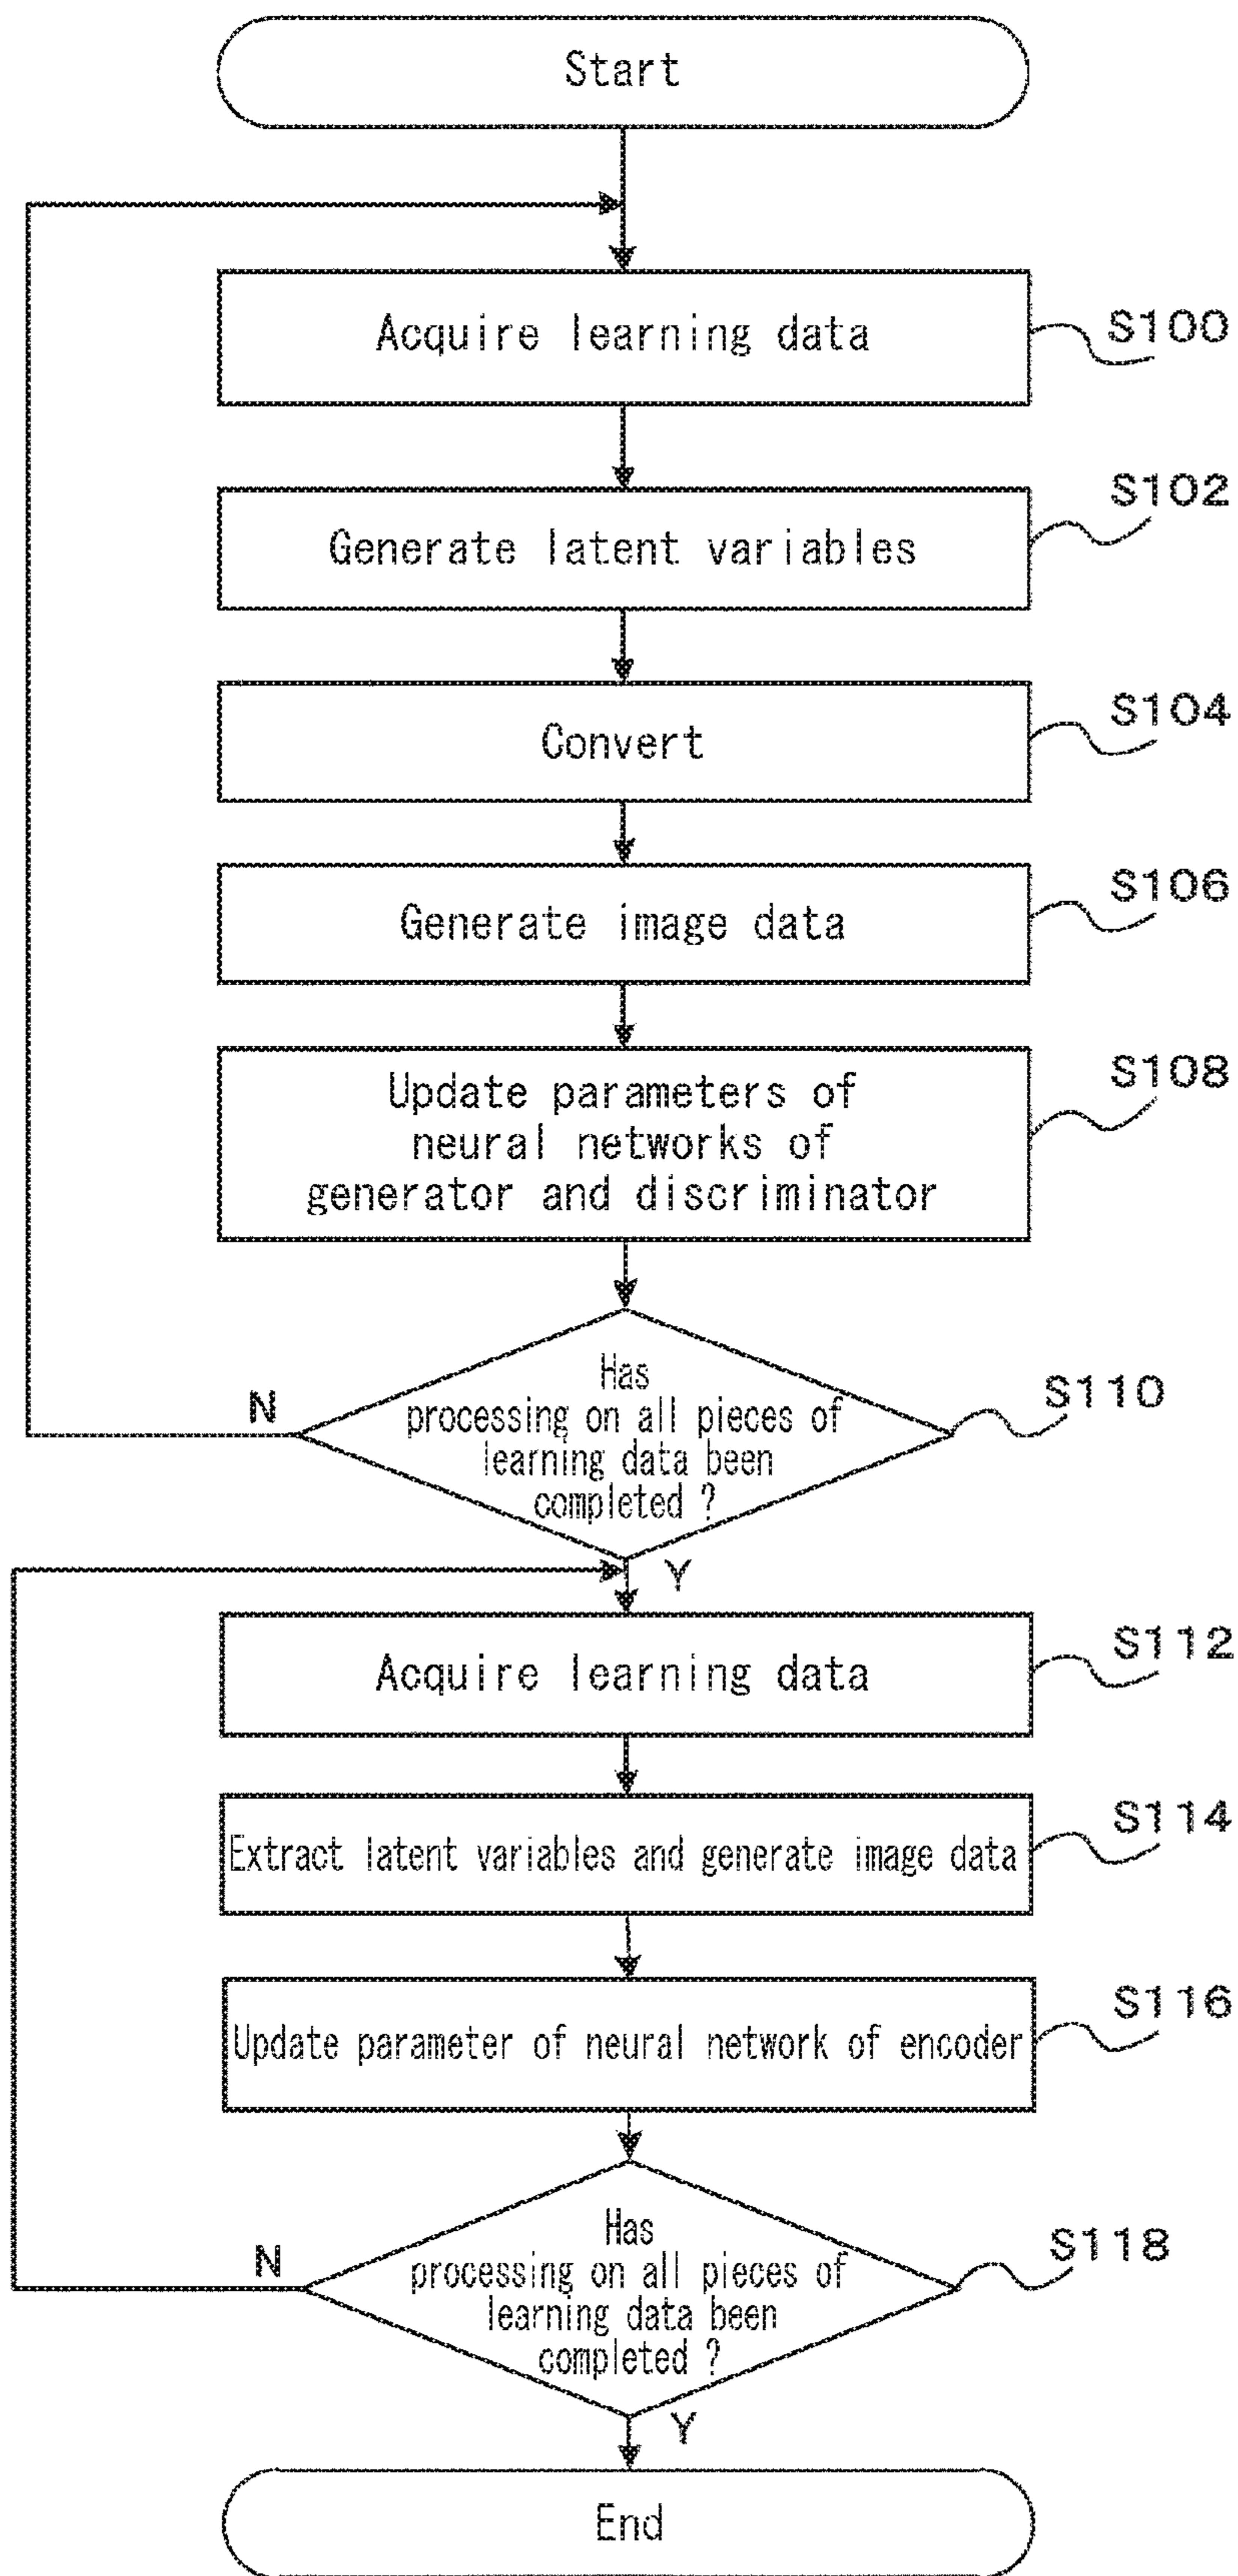 Start
Acquire learning data
S100
Generate latent variables
S102
Convert
S104
Generate image data
S106
Update parameters of
neural networks of
generator and discriminator
S108
Has
processing on all pieces of
learning data been
completed ?
S110
N
Y
Acquire learning data
S112
Extract latent variables and generate image data
S114
Update parameter of neural network of encoder
S116
Has
processing on all pieces of
learning data been
completed ?
S118
N
Y
End